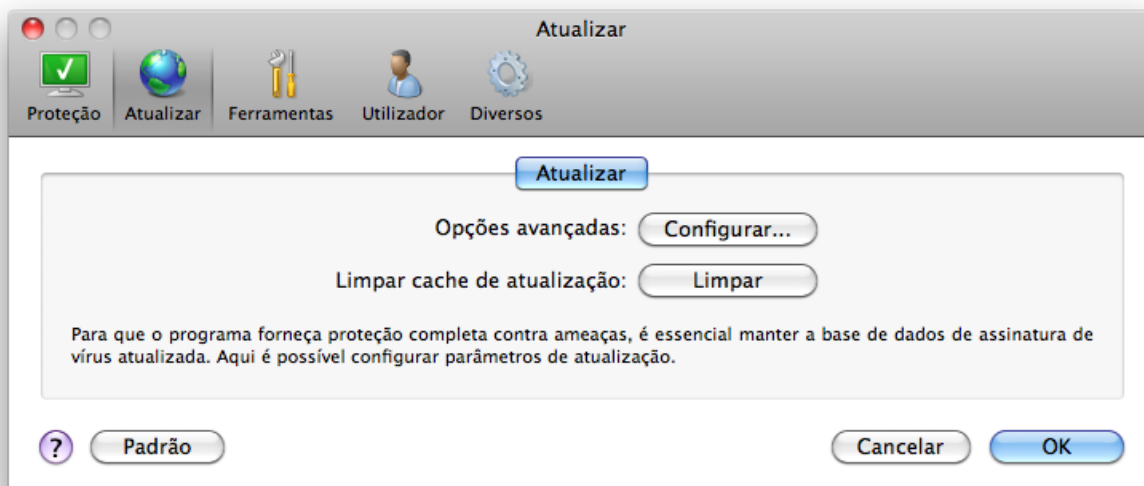 Atualizar
Proteção Atualizar Ferramentas Utilizador Diversos
Atualizar
Opções avançadas: Configurar...
Limpar cache de atualização: Limpar
Para que o programa forneça proteção completa contra ameaças, é essencial manter a base de dados de assinatura de
vírus atualizada. Aqui é possível configurar parâmetros de atualização.
? Padrão Cancelar OK